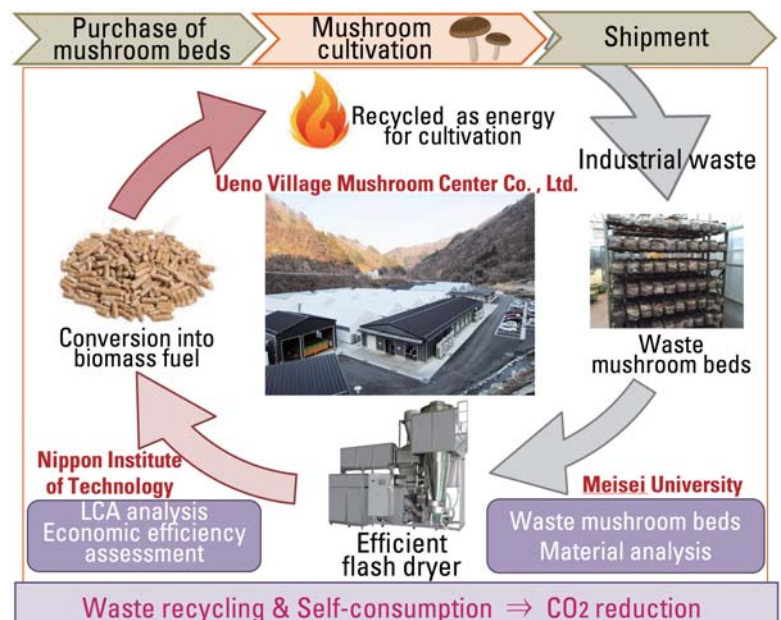 Purchase of
mushroom beds
Mushroom
cultivation
Shipment
Recycled as energy
for cultivation
Industrial waste
Ueno Village Mushroom Center Co. , Ltd.
Conversion into
biomass fuel
Waste
mushroom beds
Nippon Institute
of Technology
LCA analysis
Economic efficiency
assessment
Efficient
flash dryer
Meisei University
Waste mushroom beds
Material analysis
Waste recycling & Self-consumption ⇒ CO2 reduction